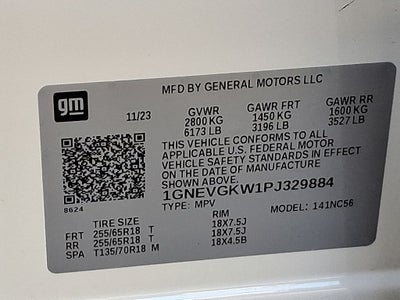 gm
MFD BY GENERAL MOTORS LLC
11/23 GVWR GAWR FRT GAWR RR
2800 KG 1450 KG 1600 KG
6173 LB 3196 LB 3527 LB
THIS VEHICLE CONFORMS TO ALL
APPLICABLE U.S. FEDERAL MOTOR
VEHICLE SAFETY STANDARDS IN EFFECT
ON THE DATE OF MANUFACTURE
SHOWN ABOVE.
1GNEVGKW1PJ329884
8624
TYPE: MPV MODEL: 141NC56
TIRE SIZE RIM
FRT 255/65R18 T 18X7.5J
RR 255/65R18 T 18X7.5J
SPA T135/70R18 M 18X4.5B